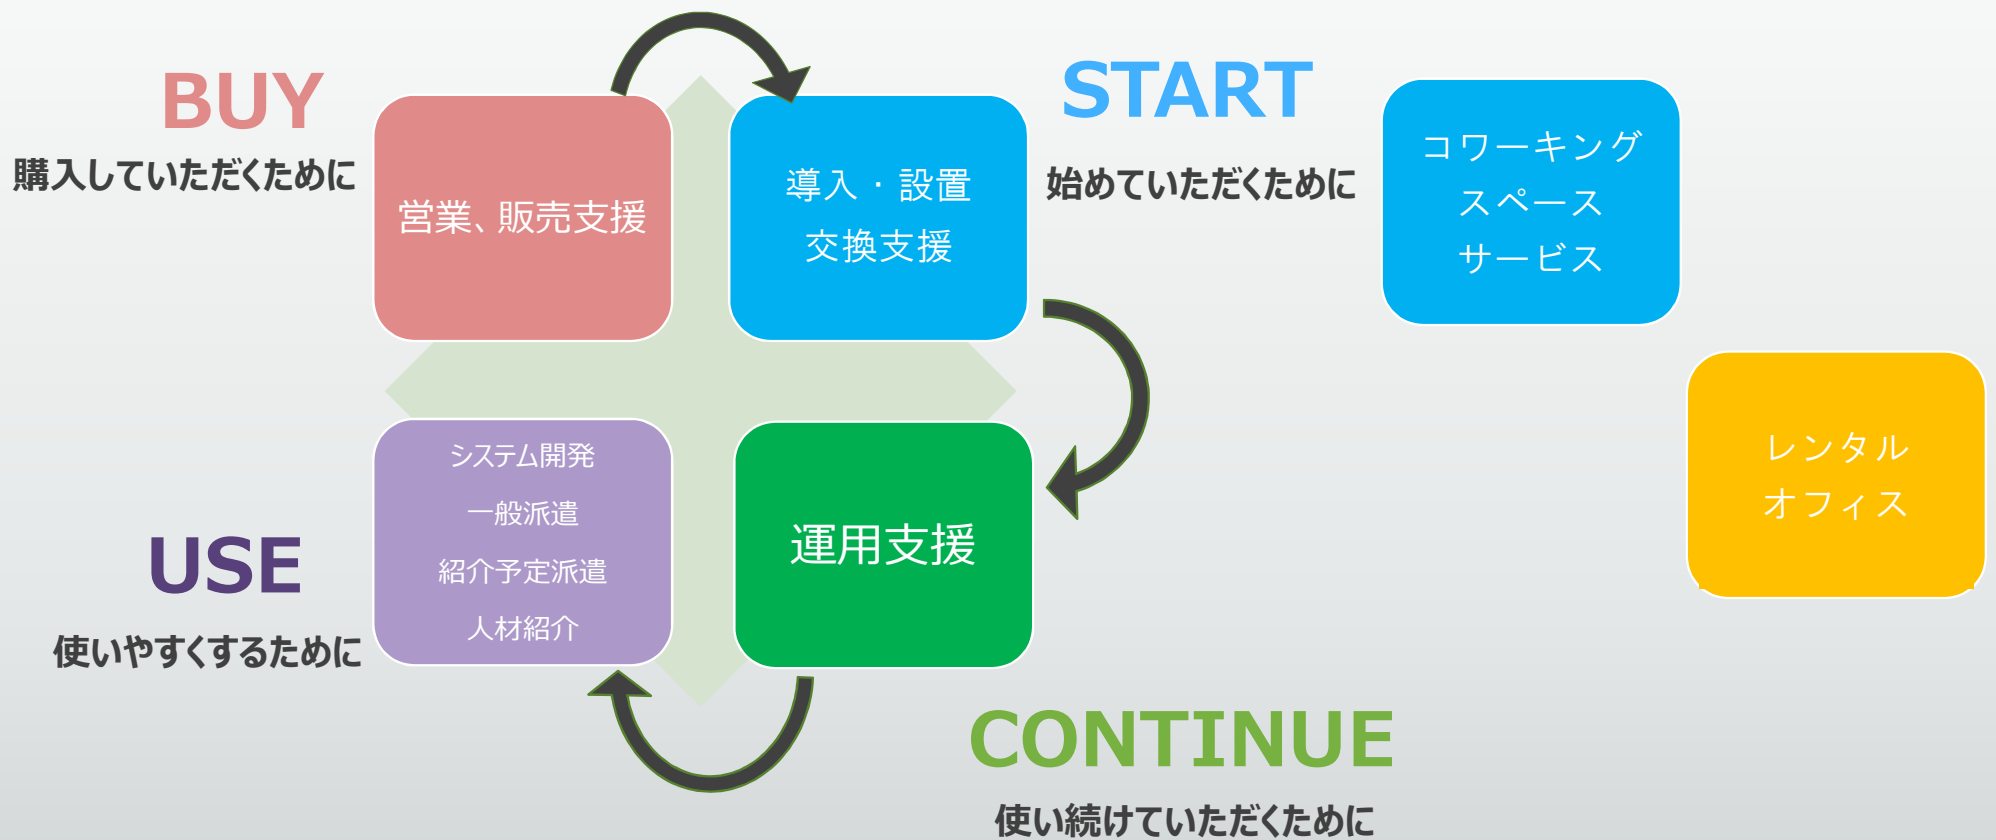 BUY
購入していただくために
営業、販売支援
導入・設置
交換支援
START
始めていただくために
コワーキング
スペース
サービス
レンタル
オフィス
USE
使いやすくするために
システム開発
一般派遣
紹介予定派遣
人材紹介
運用支援
CONTINUE
使い続けていただくために